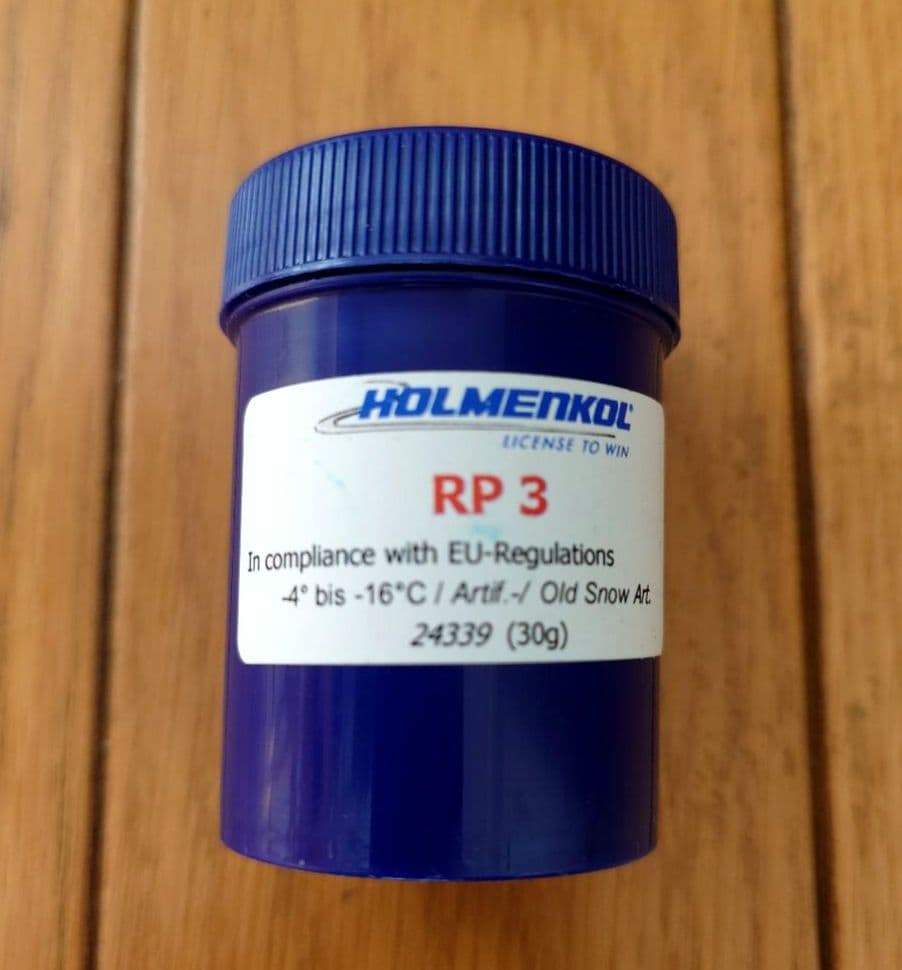 HOLMENKOL®
LICENSE TO WIN
RP 3
In compliance with EU-Regulations
-4° bis -16°C / Artif.-/ Old Snow Art.
24339 (30g)